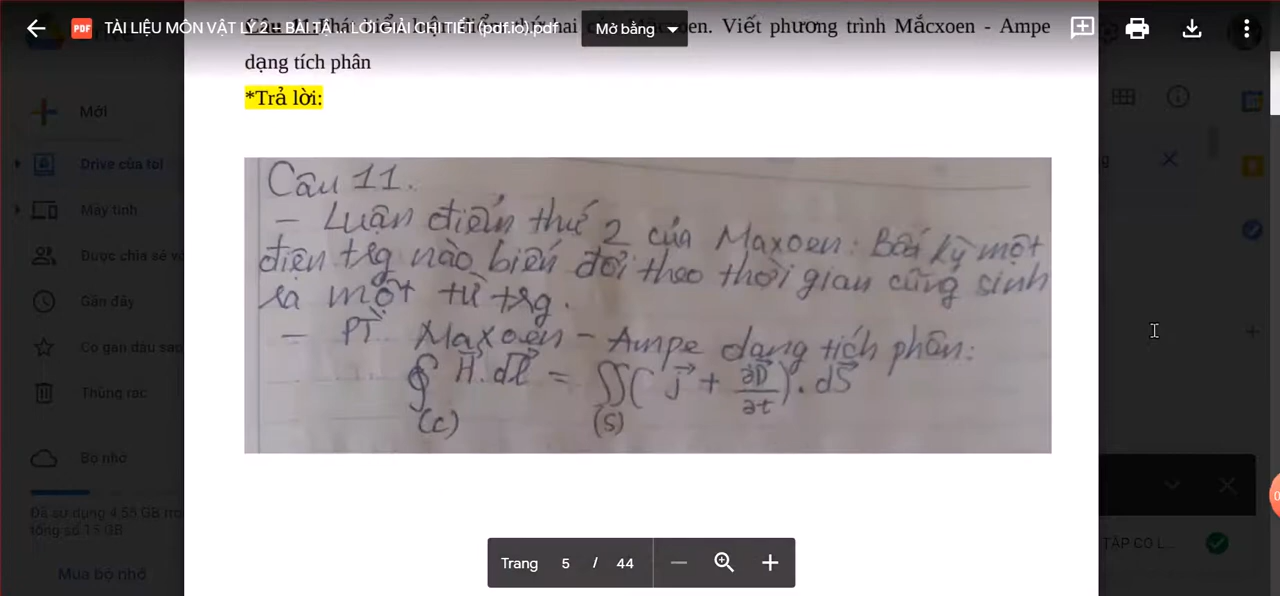 PDF TÀI LIỆU MÔN VẬT LÝ 2 – BÀI TẬ... LỜI GIẢI CHI TIẾT (pdf.io).pdf
Mở bằng
Viết phương trình Mắcxoen - Ampe
dạng tích phân
*Trả lời:
Câu 11.
- Luận điểm thứ 2 của Maxoen: Bất kỳ một
điện trg nào biến đổi theo thời gian cũng sinh
ra một từ trg.
- PT Maxoen - Ampe dạng tích phân:
∮(C) H⃗.dl⃗ = ∬(S)( j⃗ + ∂D⃗/∂t ). dS⃗
Mới
Drive của tôi
Máy tính
Được chia sẻ vớ
Gần đây
Có gắn dấu sao
Thùng rác
Bộ nhớ
Đã sử dụng 4,55 GB tro
tổng số 15 GB
Mua bộ nhớ
TẬP CO L...
Trang 5 / 44